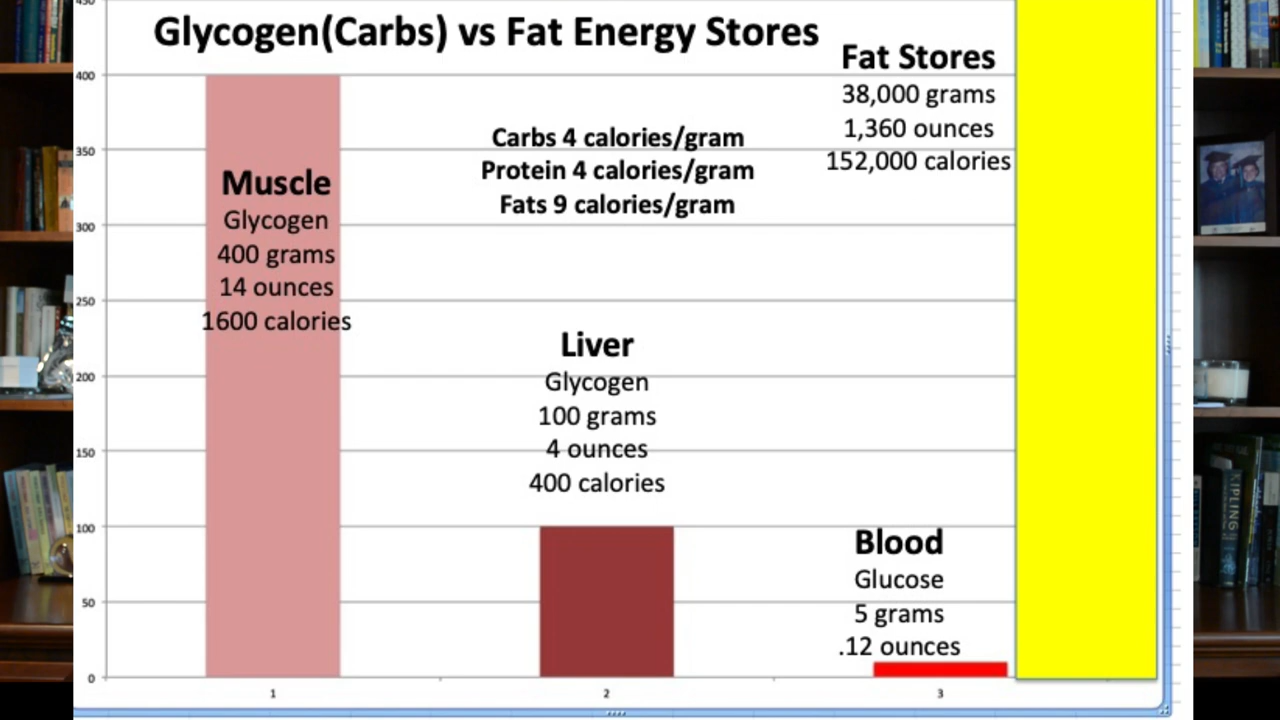 450
Glycogen(Carbs) vs Fat Energy Stores
Fat Stores
38,000 grams
1,360 ounces
152,000 calories
400
Carbs 4 calories/gram
Protein 4 calories/gram
Fats 9 calories/gram
350
Muscle
Glycogen
400 grams
14 ounces
1600 calories
300
250
Liver
Glycogen
100 grams
4 ounces
400 calories
200
150
100
Blood
Glucose
5 grams
.12 ounces
50
0
1
2
3
KIPLING